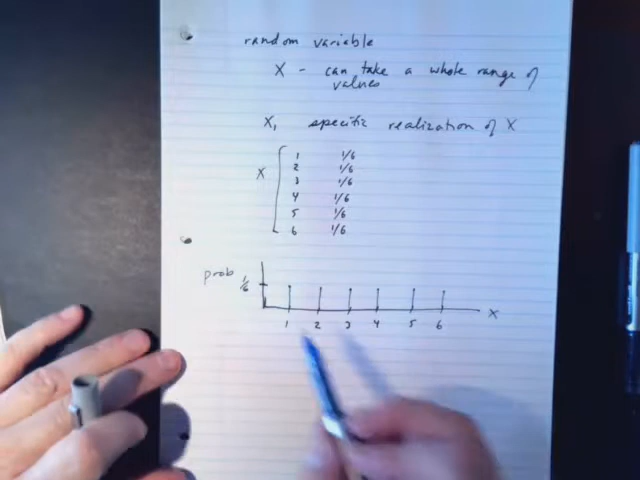 random variable
X - can take a whole range of
values
X, specific realization of X
1 1/6
2 1/6
X 3 1/6
4 1/6
5 1/6
6 1/6
prob 1/6
1 2 3 4 5 6 X